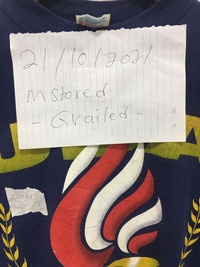 21/10/2021
Mstored
- Grailed -